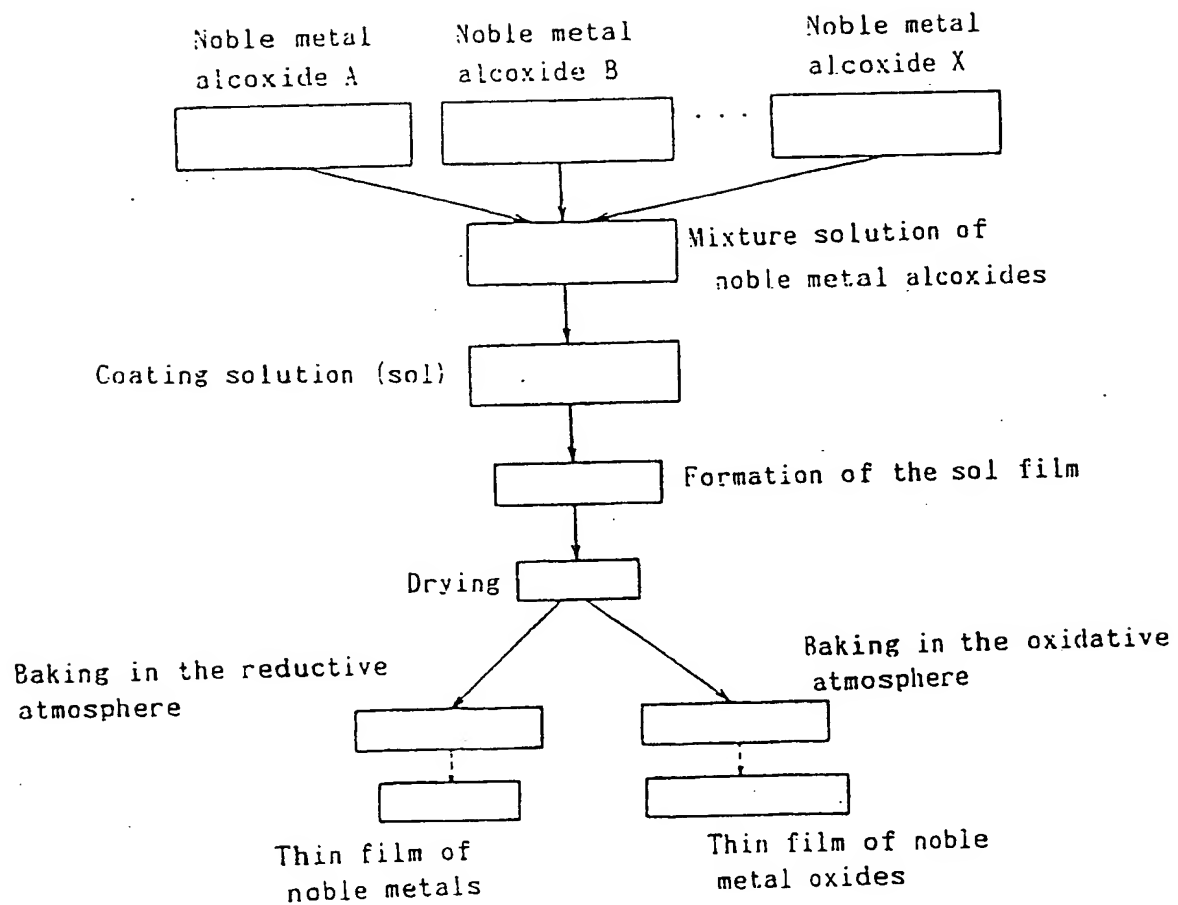 Noble metal
alcoxide A
Noble metal
alcoxide B
. . .
Noble metal
alcoxide X
Mixture solution of
noble metal alcoxides
Coating solution (sol)
Formation of the sol film
Drying
Baking in the reductive
atmosphere
Baking in the oxidative
atmosphere
Thin film of
noble metals
Thin film of noble
metal oxides